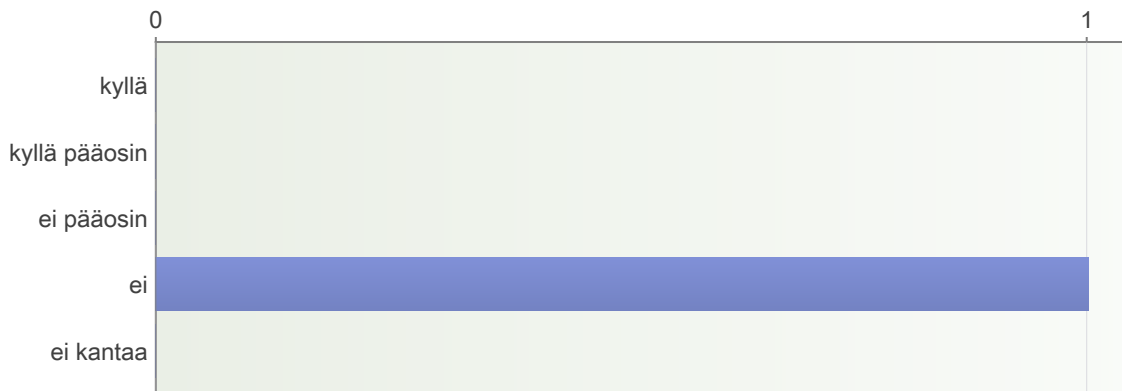 0 1
kyllä
kyllä pääosin
ei pääosin
ei
ei kantaa